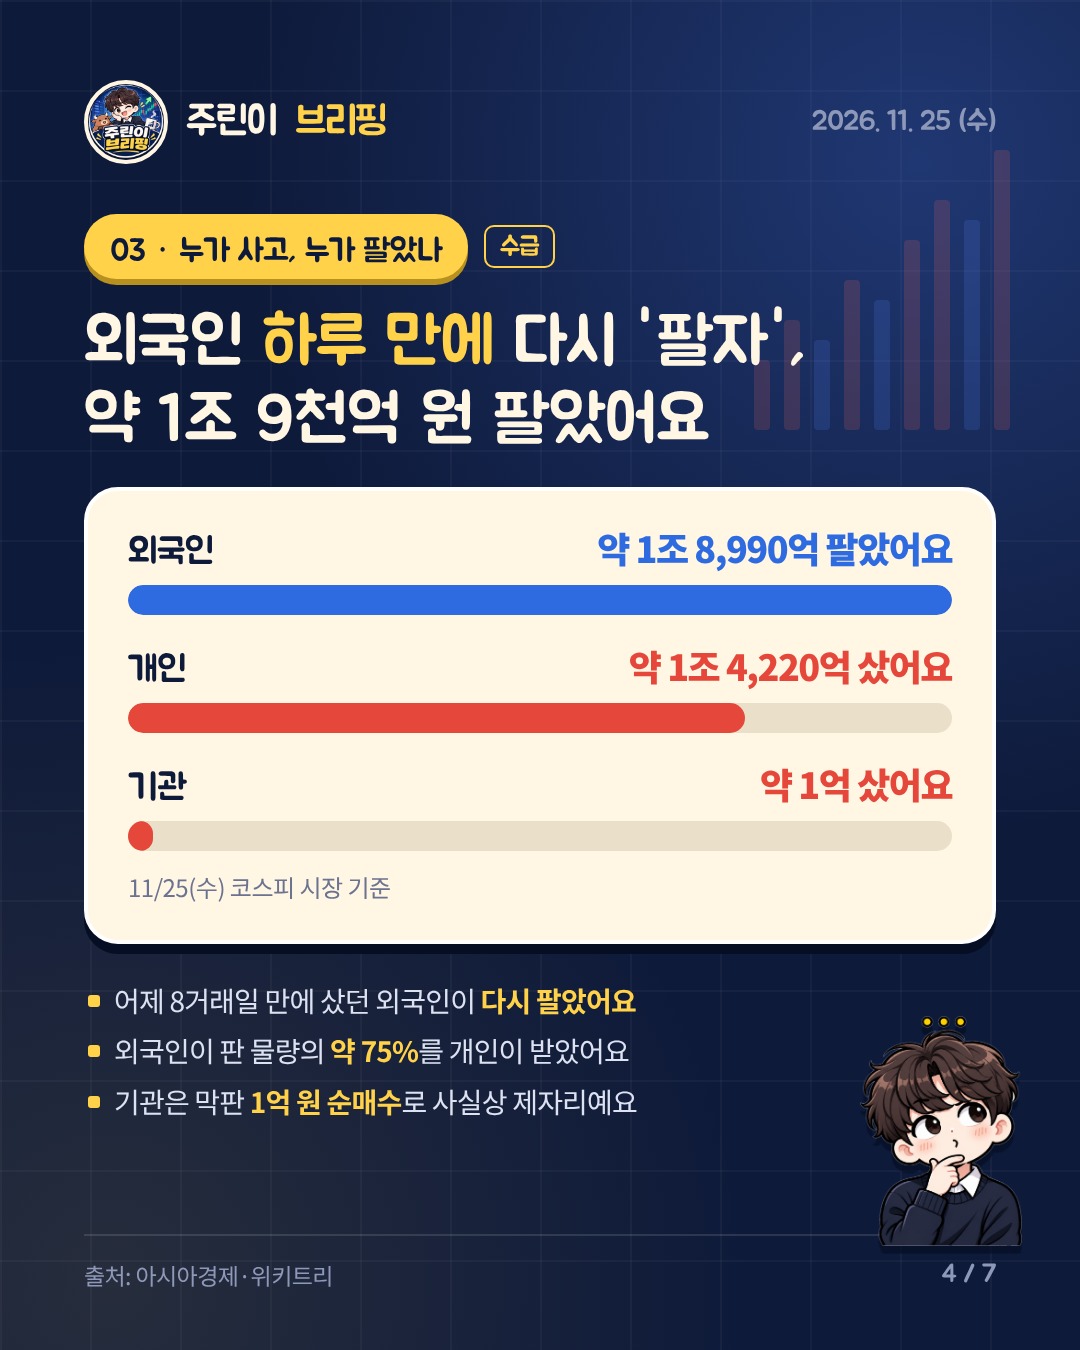 주린이 브리핑
주린이 브리핑
2026. 11. 25 (수)
03 · 누가 사고, 누가 팔았나
수급
외국인 하루 만에 다시 '팔자',
약 1조 9천억 원 팔았어요
외국인
약 1조 8,990억 팔았어요
개인
약 1조 4,220억 샀어요
기관
약 1억 샀어요
11/25(수) 코스피 시장 기준
어제 8거래일 만에 샀던 외국인이 다시 팔았어요
외국인이 판 물량의 약 75%를 개인이 받았어요
기관은 막판 1억 원 순매수로 사실상 제자리예요
출처: 아시아경제·위키트리
4 / 7